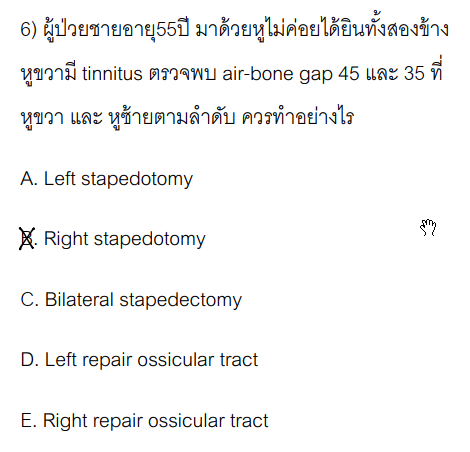 6) ผู้ป่วยชายอายุ55ปี มาด้วยหูไม่ค่อยได้ยินทั้งสองข้าง
หูขวามี tinnitus ตรวจพบ air-bone gap 45 และ 35 ที่
หูขวา และ หูซ้ายตามลำดับ ควรทำอย่างไร
A. Left stapedotomy
B. Right stapedotomy
C. Bilateral stapedectomy
D. Left repair ossicular tract
E. Right repair ossicular tract